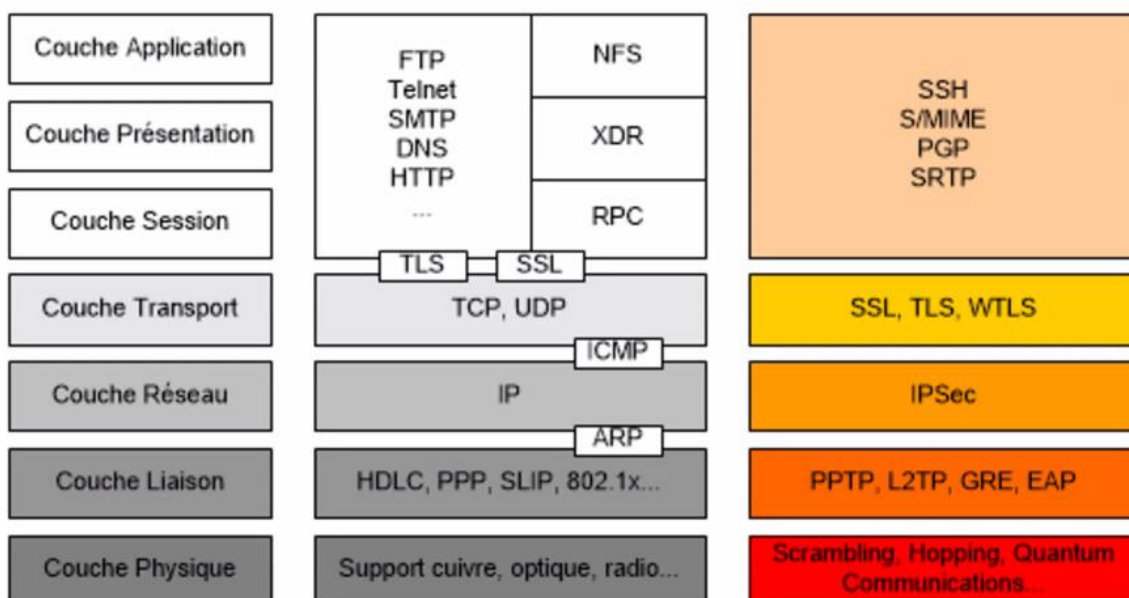 Couche Application
Couche Présentation
Couche Session
Couche Transport
Couche Réseau
Couche Liaison
Couche Physique
FTP
Telnet
SMTP
DNS
HTTP
...
NFS
XDR
RPC
TLS
SSL
TCP, UDP
ICMP
IP
ARP
HDLC, PPP, SLIP, 802.1x...
Support cuivre, optique, radio...
SSH
S/MIME
PGP
SRTP
SSL, TLS, WTLS
IPSec
PPTP, L2TP, GRE, EAP
Scrambling, Hopping, Quantum
Communications...